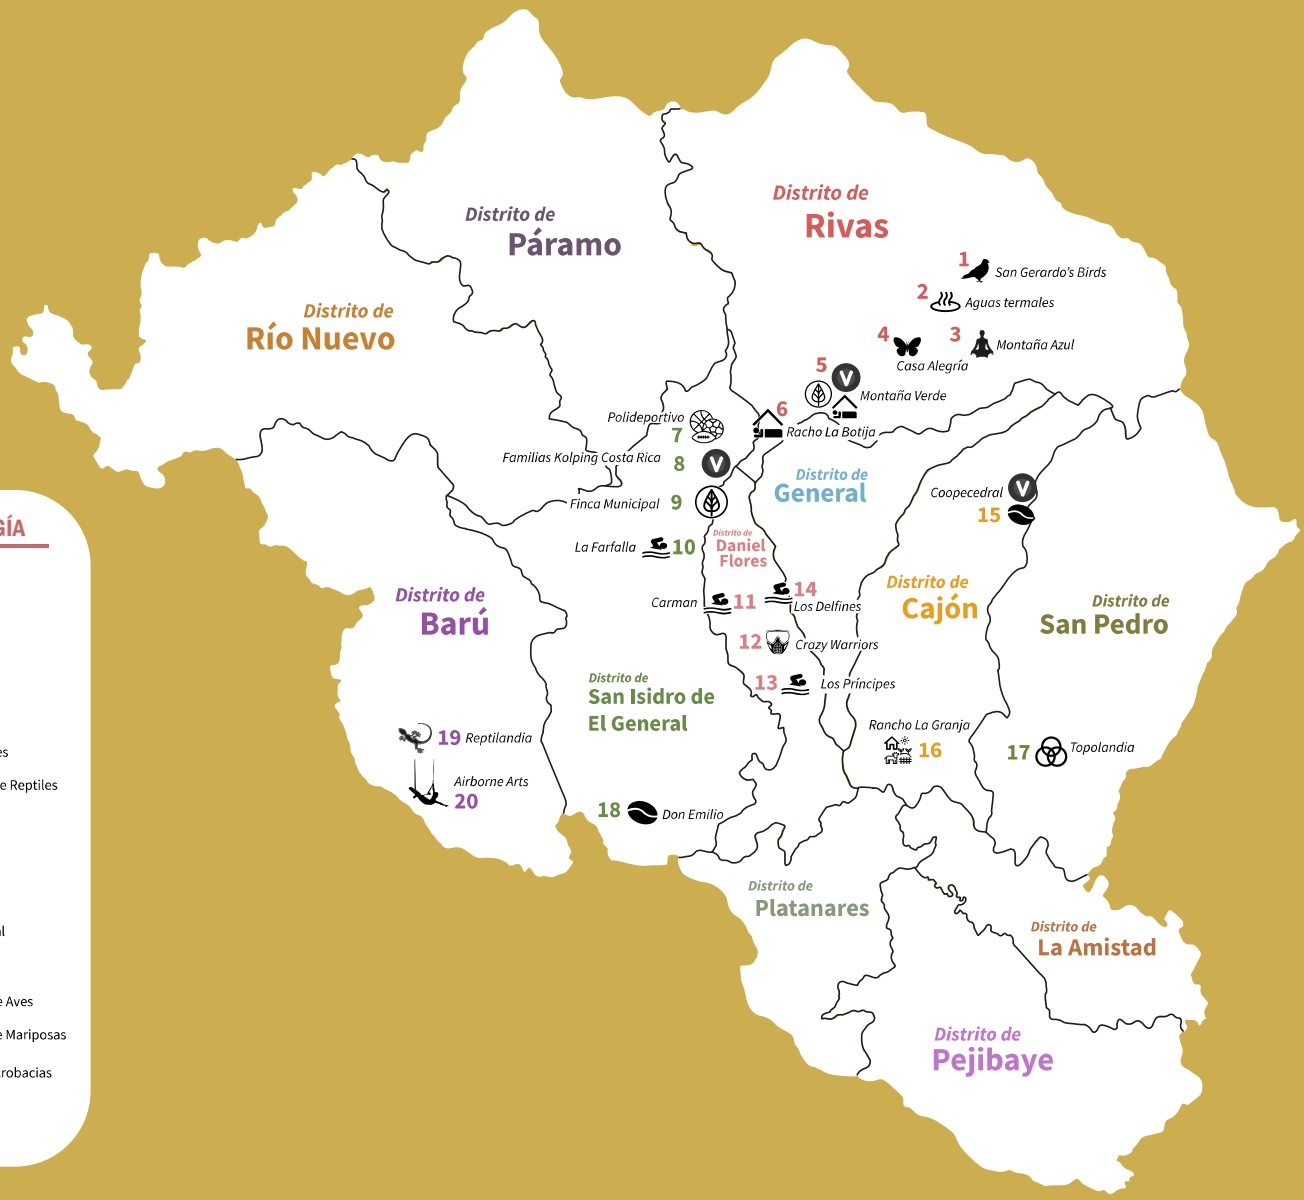 Distrito de
Rivas
Distrito de
Páramo
1
San Gerardo's Birds
2
Aguas termales
Distrito de
Río Nuevo
4
3
Montaña Azul
Casa Alegría
5
V
Montaña Verde
6
Racho La Botija
Polideportivo
7
Familias Kolping Costa Rica
8
V
Distrito de
General
Finca Municipal
9
Coopecedral
V
15
GÍA
La Farfalla
10
Distrito de
Daniel
Flores
Distrito de
Barú
Carman
11
14
Los Delfines
Distrito de
Cajón
Distrito de
San Pedro
12
Crazy Warriors
13
Los Príncipes
Distrito de
San Isidro de
El General
Rancho La Granja
16
17
Topolandia
19
Reptilandia
Airborne Arts
20
18
Don Emilio
es
e Reptiles
al
e Aves
e Mariposas
robacias
Distrito de
Platanares
Distrito de
La Amistad
Distrito de
Pejibaye